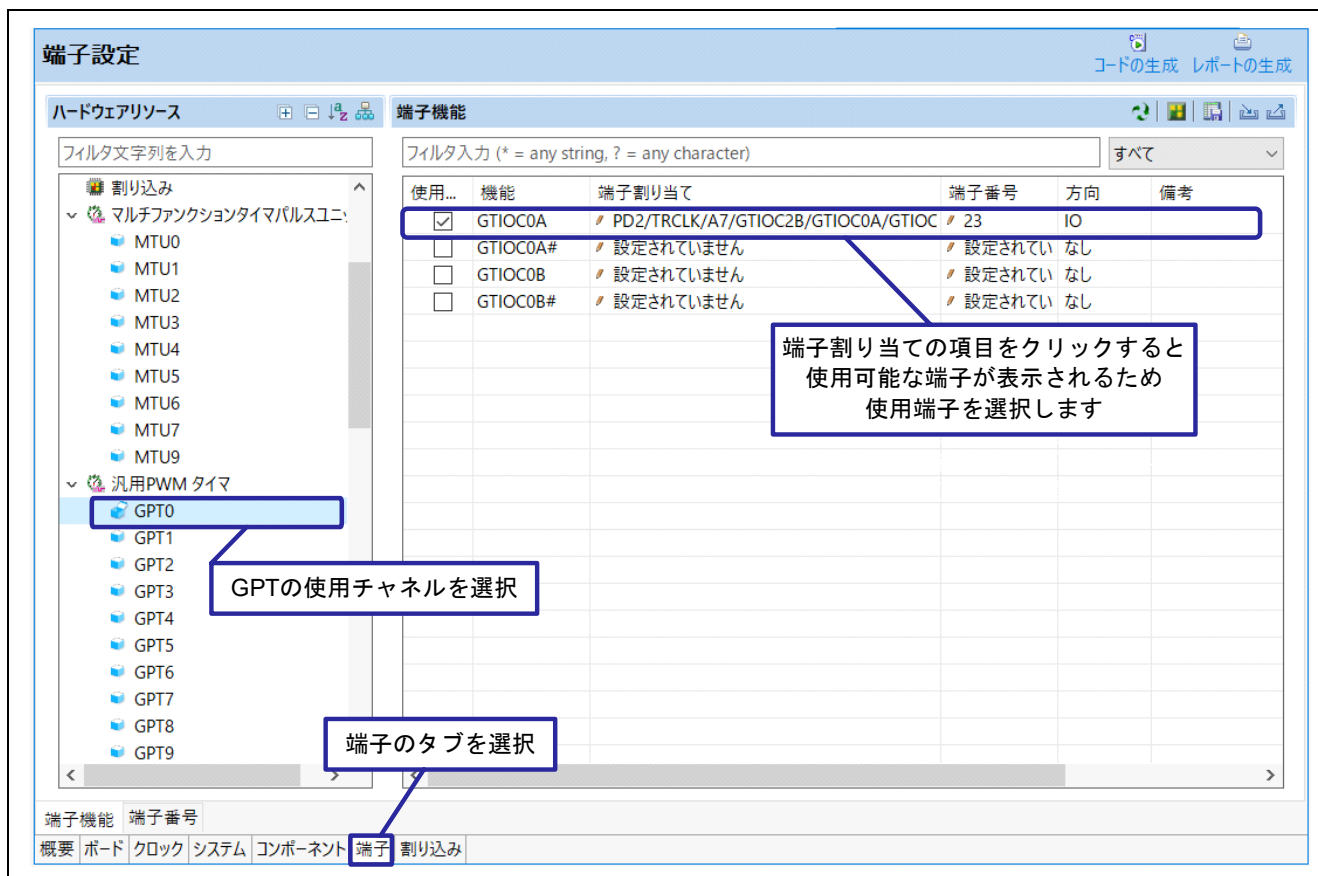 端子設定
コードの生成 レポートの生成
ハードウェアリソース
端子機能
フィルタ文字列を入力
フィルタ入力 (* = any string, ? = any character)
すべて
割り込み
マルチファンクションタイマパルスユニッ
MTU0
MTU1
MTU2
MTU3
MTU4
MTU5
MTU6
MTU7
MTU9
汎用PWM タイマ
GPT0
GPT1
GPT2
GPT3
GPT4
GPT5
GPT6
GPT7
GPT8
GPT9
使用... 機能 端子割り当て 端子番号 方向 備考
GTIOC0A PD2/TRCLK/A7/GTIOC2B/GTIOC0A/GTIOC 23 IO
GTIOC0A# 設定されていません 設定されてい なし
GTIOC0B 設定されていません 設定されてい なし
GTIOC0B# 設定されていません 設定されてい なし
端子割り当ての項目をクリックすると
使用可能な端子が表示されるため
使用端子を選択します
GPTの使用チャネルを選択
端子のタブを選択
端子機能 端子番号
概要 ボード クロック システム コンポーネント 端子 割り込み